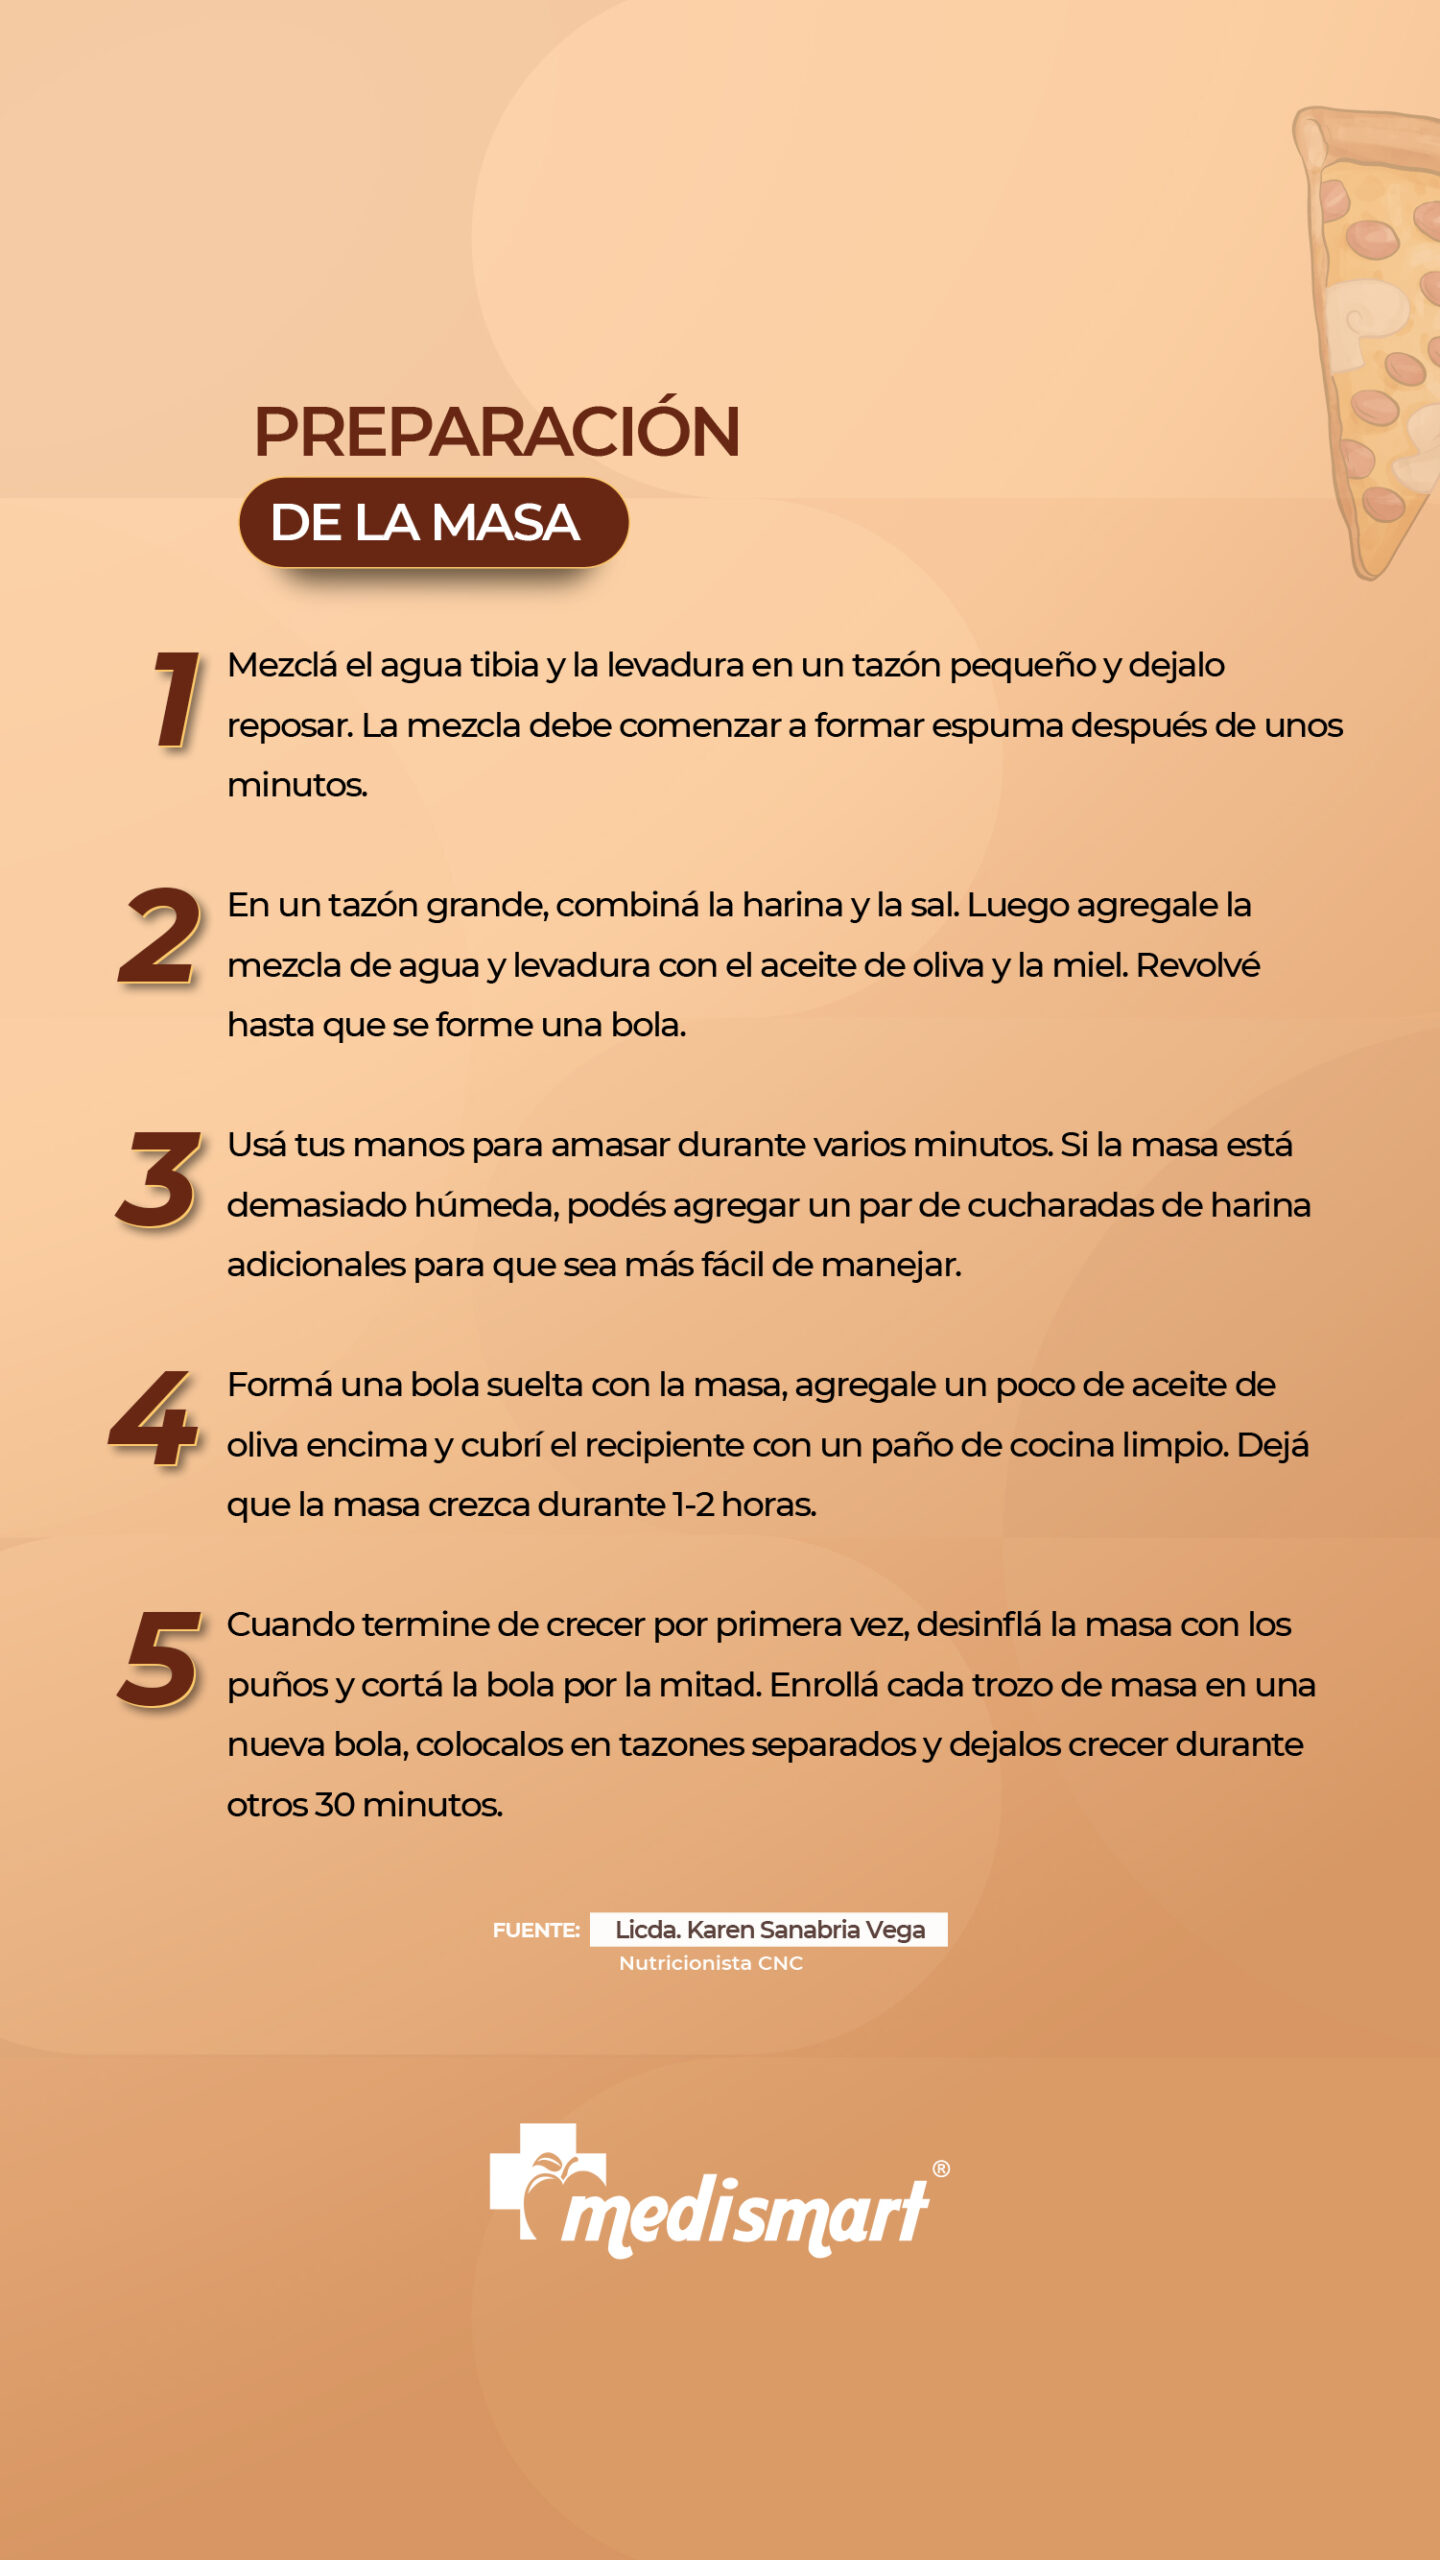 PREPARACIÓN
DE LA MASA
1
Mezclá el agua tibia y la levadura en un tazón pequeño y dejalo
reposar. La mezcla debe comenzar a formar espuma después de unos
minutos.
2
En un tazón grande, combiná la harina y la sal. Luego agregale la
mezcla de agua y levadura con el aceite de oliva y la miel. Revolvé
hasta que se forme una bola.
3
Usá tus manos para amasar durante varios minutos. Si la masa está
demasiado húmeda, podés agregar un par de cucharadas de harina
adicionales para que sea más fácil de manejar.
4
Formá una bola suelta con la masa, agregale un poco de aceite de
oliva encima y cubrí el recipiente con un paño de cocina limpio. Dejá
que la masa crezca durante 1-2 horas.
5
Cuando termine de crecer por primera vez, desinflá la masa con los
puños y cortá la bola por la mitad. Enrollá cada trozo de masa en una
nueva bola, colocalos en tazones separados y dejalos crecer durante
otros 30 minutos.
FUENTE: Licda. Karen Sanabria Vega
Nutricionista CNC
medismart®